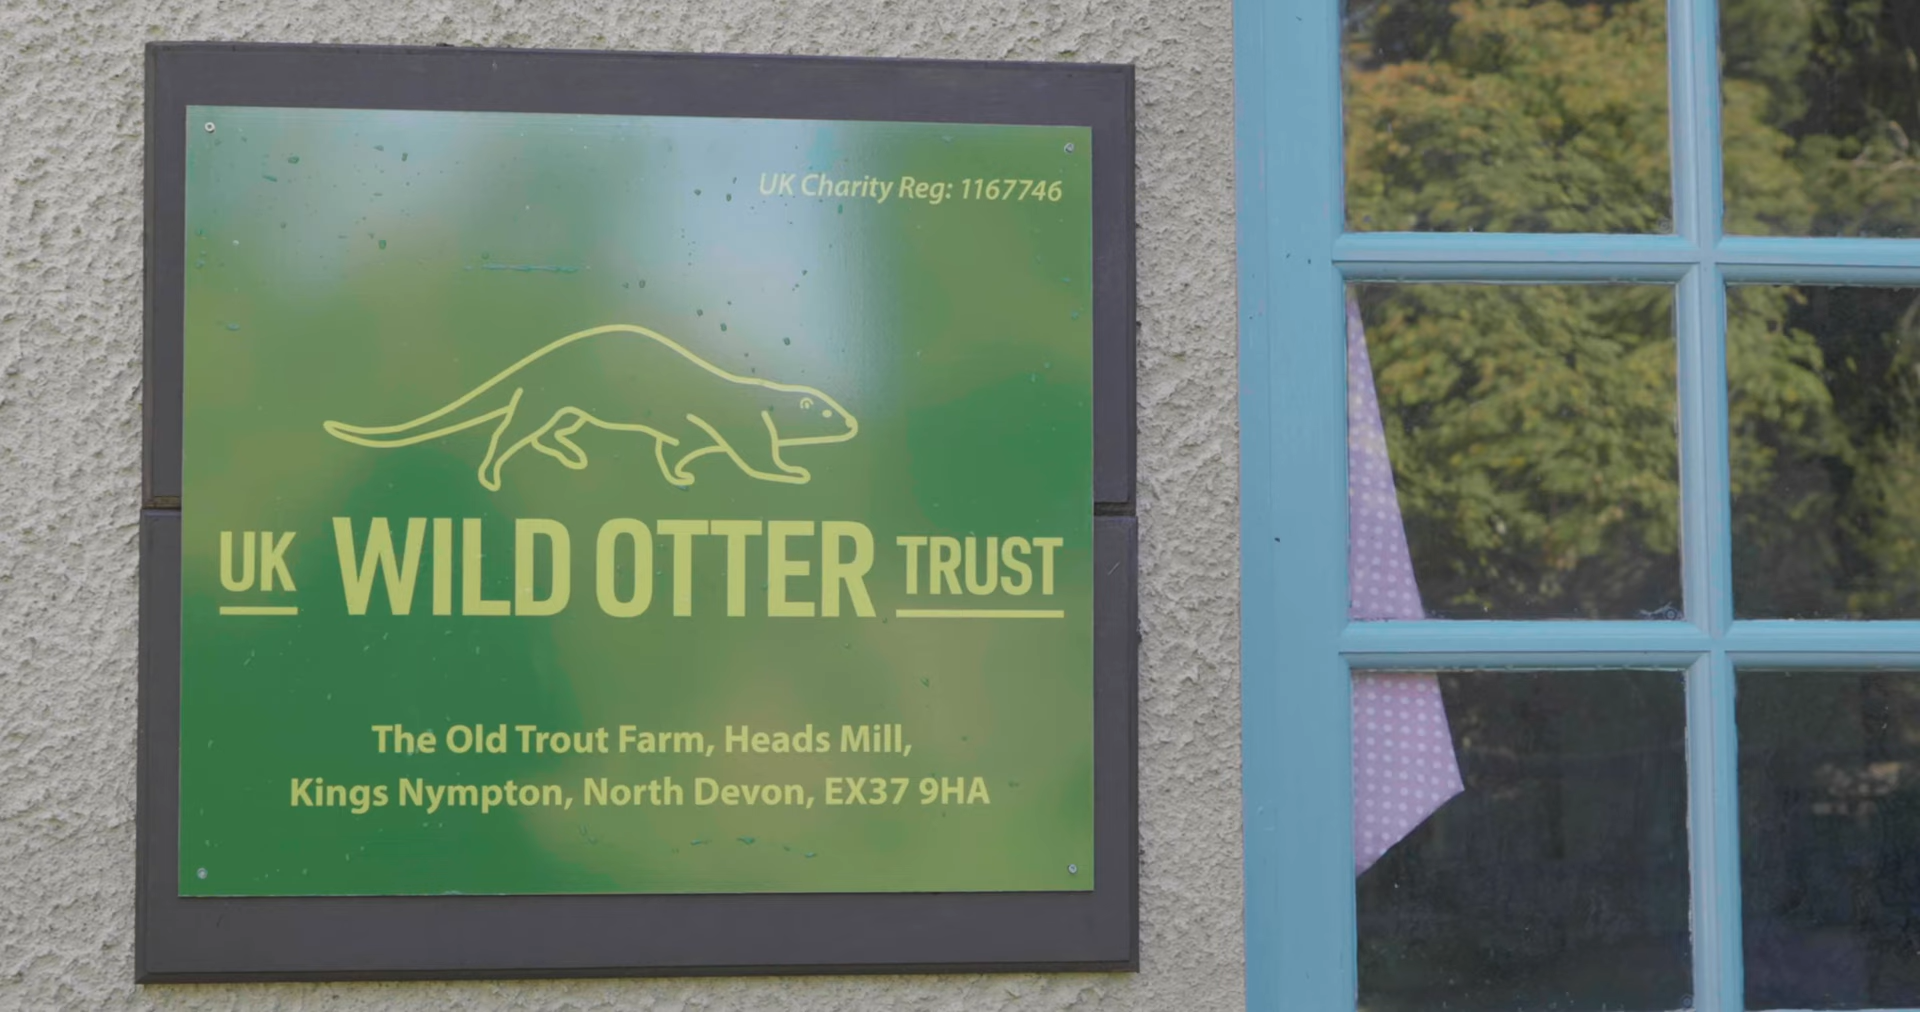 UK Charity Reg: 1167746
UK WILD OTTER TRUST
The Old Trout Farm, Heads Mill,
Kings Nympton, North Devon, EX37 9HA